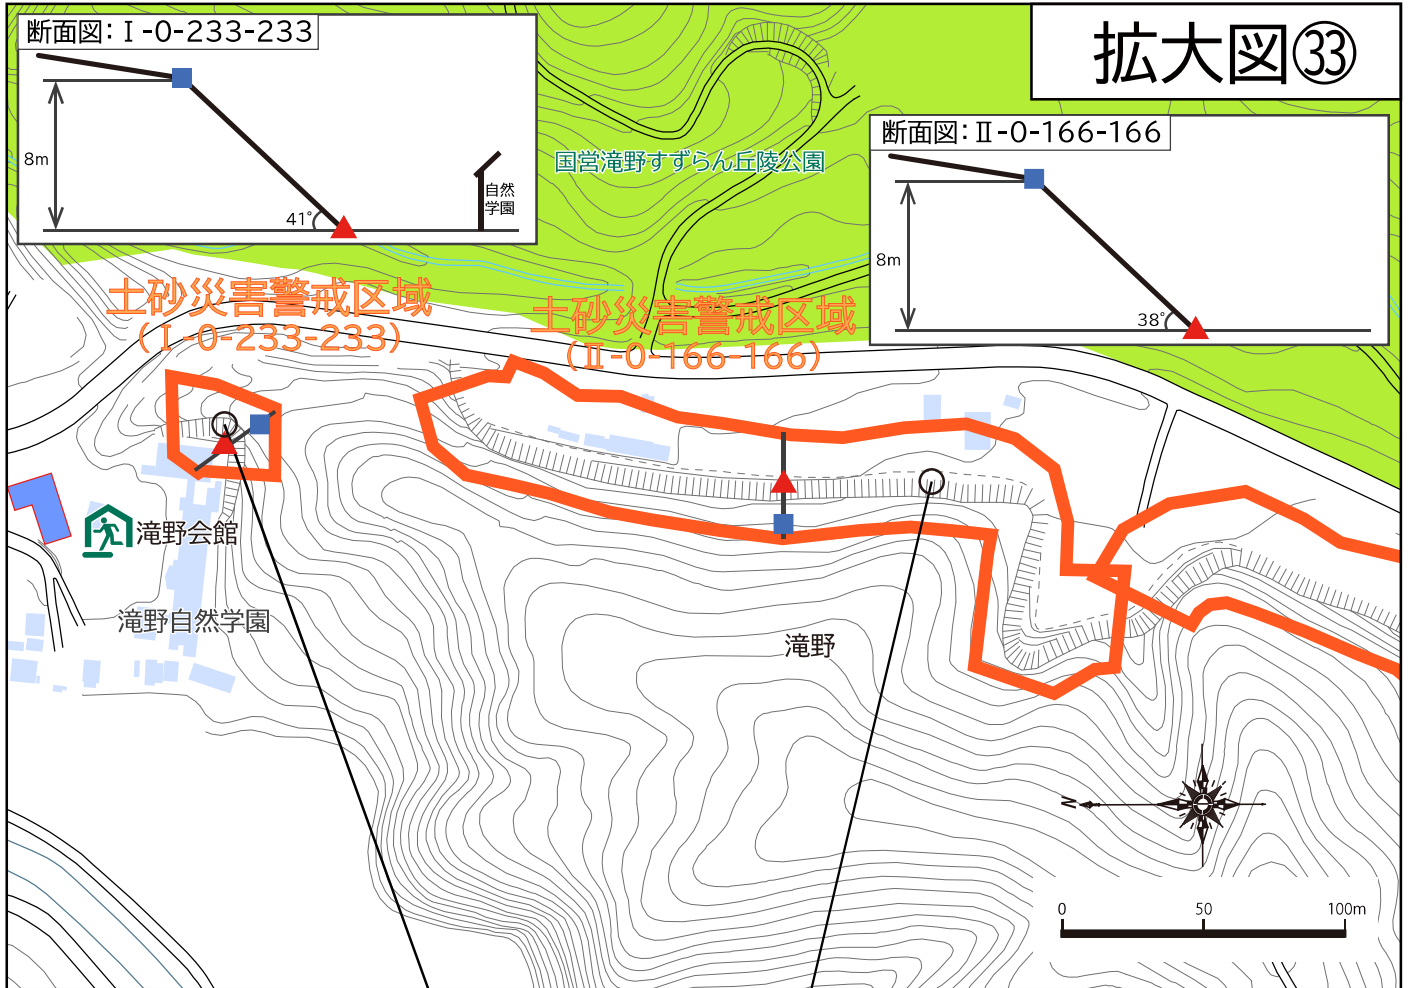 断面図：Ⅰ-0-233-233
8m
41°
自然
学園
拡大図㉝
断面図：Ⅱ-0-166-166
8m
38°
国営滝野すずらん丘陵公園
土砂災害警戒区域
（Ⅰ-0-233-233）
土砂災害警戒区域
（Ⅱ-0-166-166）
滝野会館
滝野自然学園
滝野
N
0 50 100m